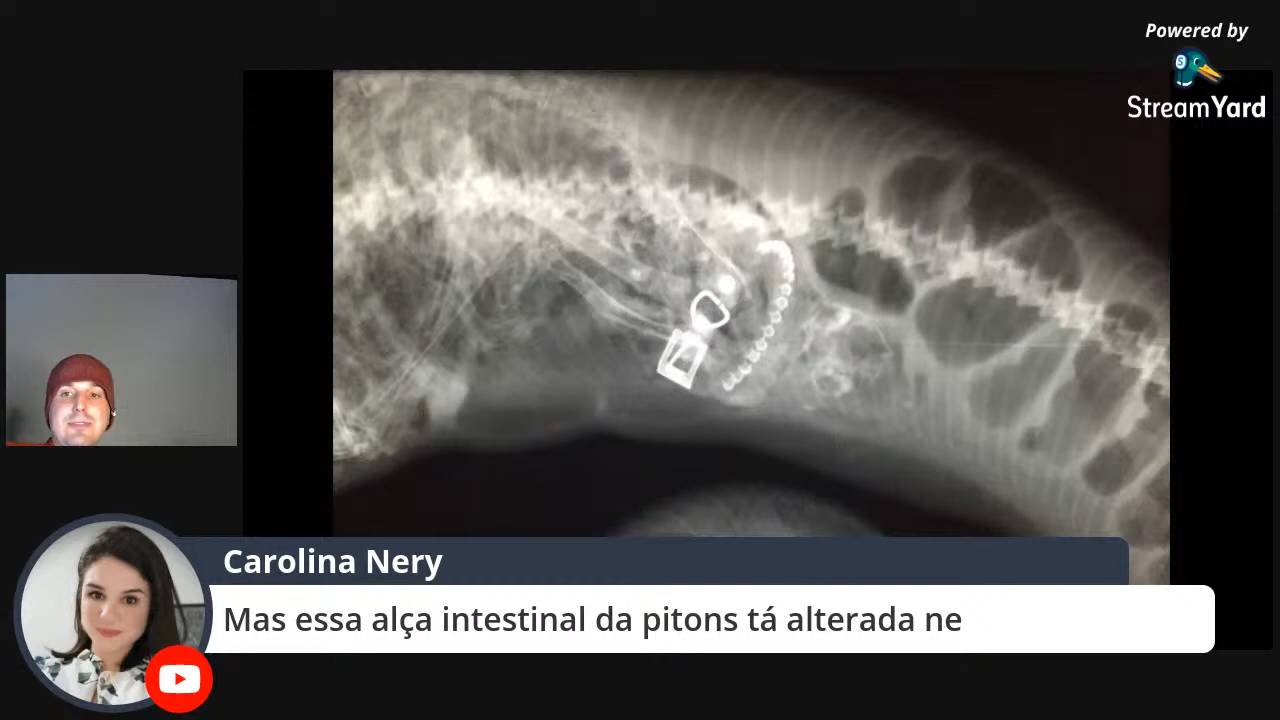 Powered by
StreamYard
Carolina Nery
Mas essa alça intestinal da pitons tá alterada ne